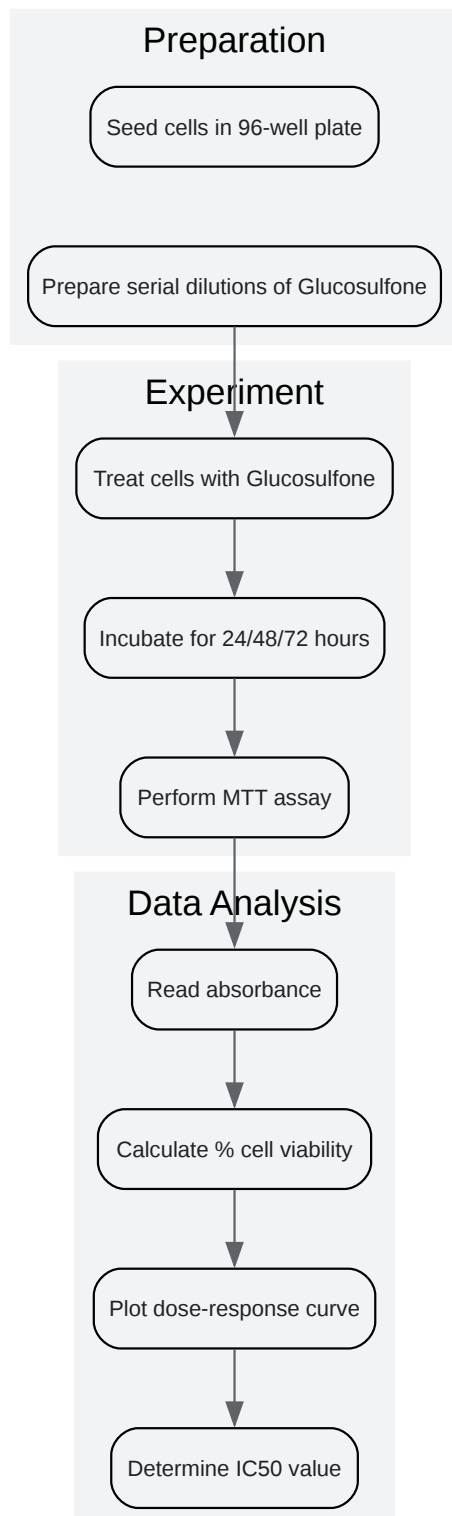 Preparation
Seed cells in 96-well plate
Prepare serial dilutions of Glucosulfone
Experiment
Treat cells with Glucosulfone
Incubate for 24/48/72 hours
Perform MTT assay
Data Analysis
Read absorbance
Calculate % cell viability
Plot dose-response curve
Determine IC50 value